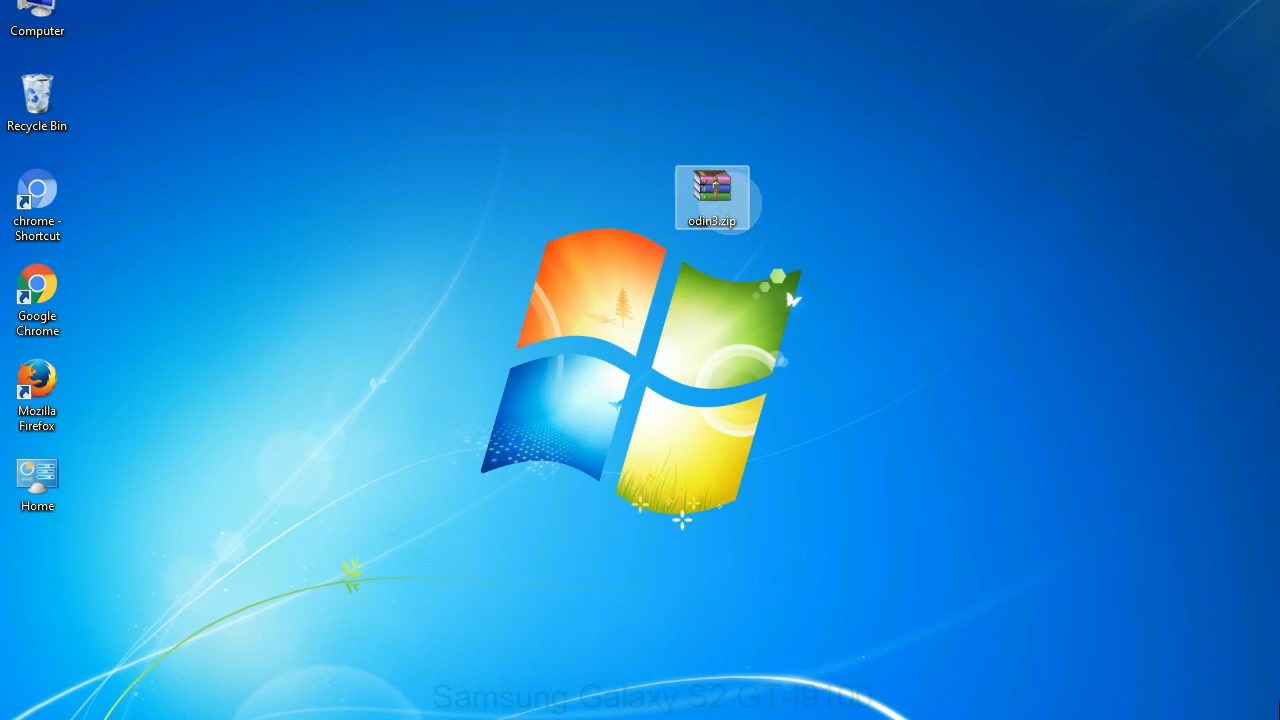 Computer
Recycle Bin
chrome -
Shortcut
Google
Chrome
Mozilla
Firefox
Home
odin3.zip
Samsung Galaxy S2 GT-I9100